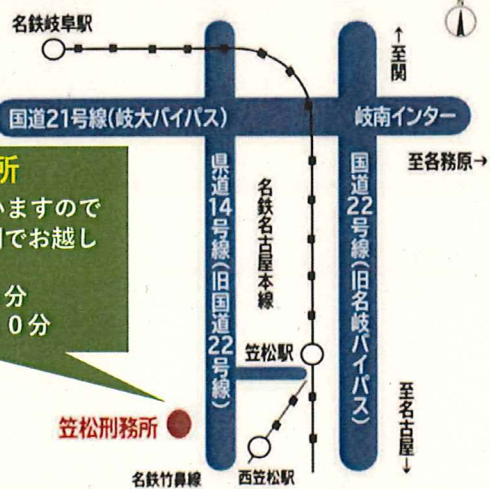 名鉄岐阜駅
N
↑至関
国道21号線(岐大バイパス)
岐南インター
至各務原→
所
いますので
でお越し
分
0分
県道14号線(旧国道22号線)
名鉄名古屋本線
国道22号線(旧名岐バイパス)
笠松駅
笠松刑務所
至名古屋↓
名鉄竹鼻線
西笠松駅